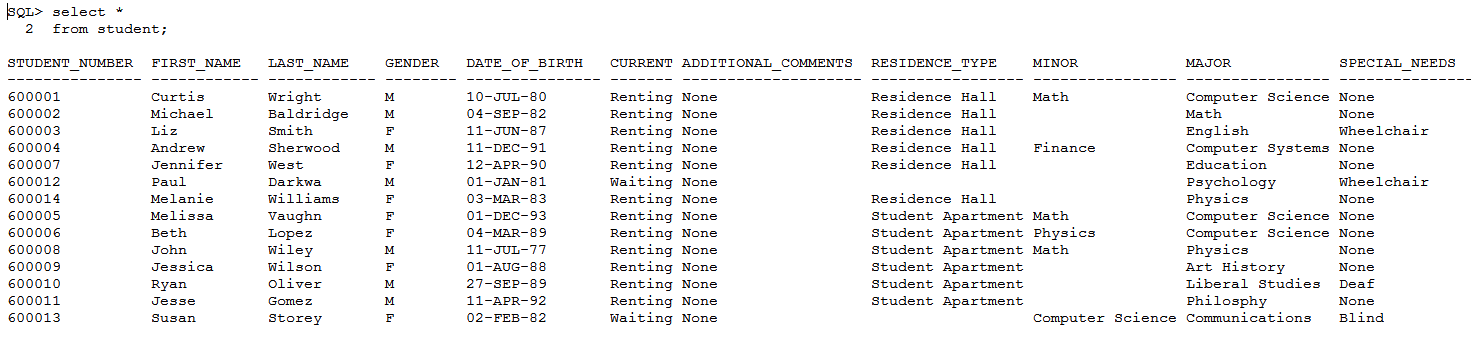 SQL> select *
  2  from student;
STUDENT_NUMBER  FIRST_NAME   LAST_NAME    GENDER   DATE_OF_BIRTH   CURRENT ADDITIONAL_COMMENTS  RESIDENCE_TYPE    MINOR            MAJOR            SPECIAL_NEEDS
--------------- ------------ ------------ -------- --------------- ------- -------------------- ----------------- ---------------- ---------------- ---------------
600001          Curtis       Wright       M        10-JUL-80       Renting None                 Residence Hall    Math             Computer Science None
600002          Michael      Baldridge    M        04-SEP-82       Renting None                 Residence Hall                     Math             None
600003          Liz          Smith        F        11-JUN-87       Renting None                 Residence Hall                     English          Wheelchair
600004          Andrew       Sherwood     M        11-DEC-91       Renting None                 Residence Hall    Finance          Computer Systems None
600007          Jennifer     West         F        12-APR-90       Renting None                 Residence Hall                     Education        None
600012          Paul         Darkwa       M        01-JAN-81       Waiting None                                                    Psychology       Wheelchair
600014          Melanie      Williams     F        03-MAR-83       Renting None                 Residence Hall                     Physics          None
600005          Melissa      Vaughn       F        01-DEC-93       Renting None                 Student Apartment Math             Computer Science None
600006          Beth         Lopez        F        04-MAR-89       Renting None                 Student Apartment Physics          Computer Science None
600008          John         Wiley        M        11-JUL-77       Renting None                 Student Apartment Math             Physics          None
600009          Jessica      Wilson       F        01-AUG-88       Renting None                 Student Apartment                  Art History      None
600010          Ryan         Oliver       M        27-SEP-89       Renting None                 Student Apartment                  Liberal Studies  Deaf
600011          Jesse        Gomez        M        11-APR-92       Renting None                 Student Apartment                  Philosphy        None
600013          Susan        Storey       F        02-FEB-82       Waiting None                                   Computer Science Communications   Blind